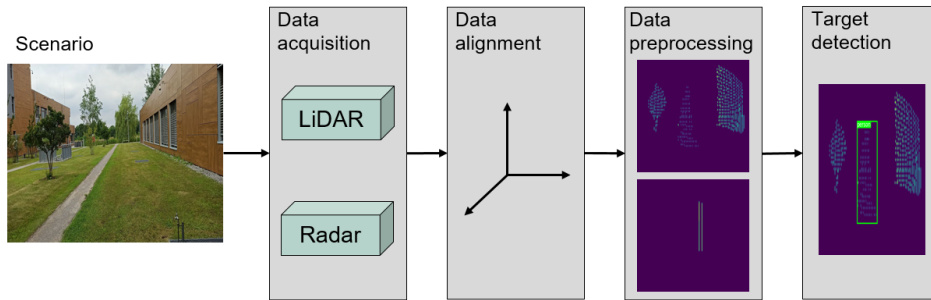 Scenario
Data
acquisition
LiDAR
Radar
Data
alignment
Data
preprocessing
Target
detection